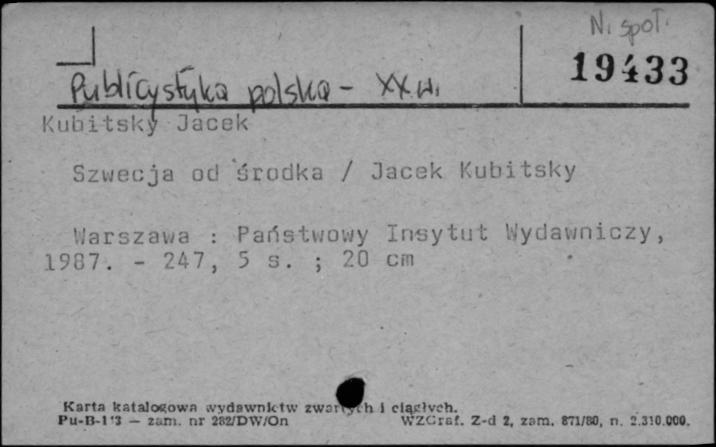 N. społ.
19433
Publicystyka polska - XX w.
Kubitsky Jacek
Szwecja od środka / Jacek Kubitsky
Warszawa : Państwowy Insytut Wydawniczy,
1987. - 247, 5 s. ; 20 cm
Karta katalogowa wydawnictw zwartych i ciągłych.
Pu-B-113 — zam. nr 282/DW/On WZGraf. Z-d 2, zam. 871/80, n. 2.310.000.